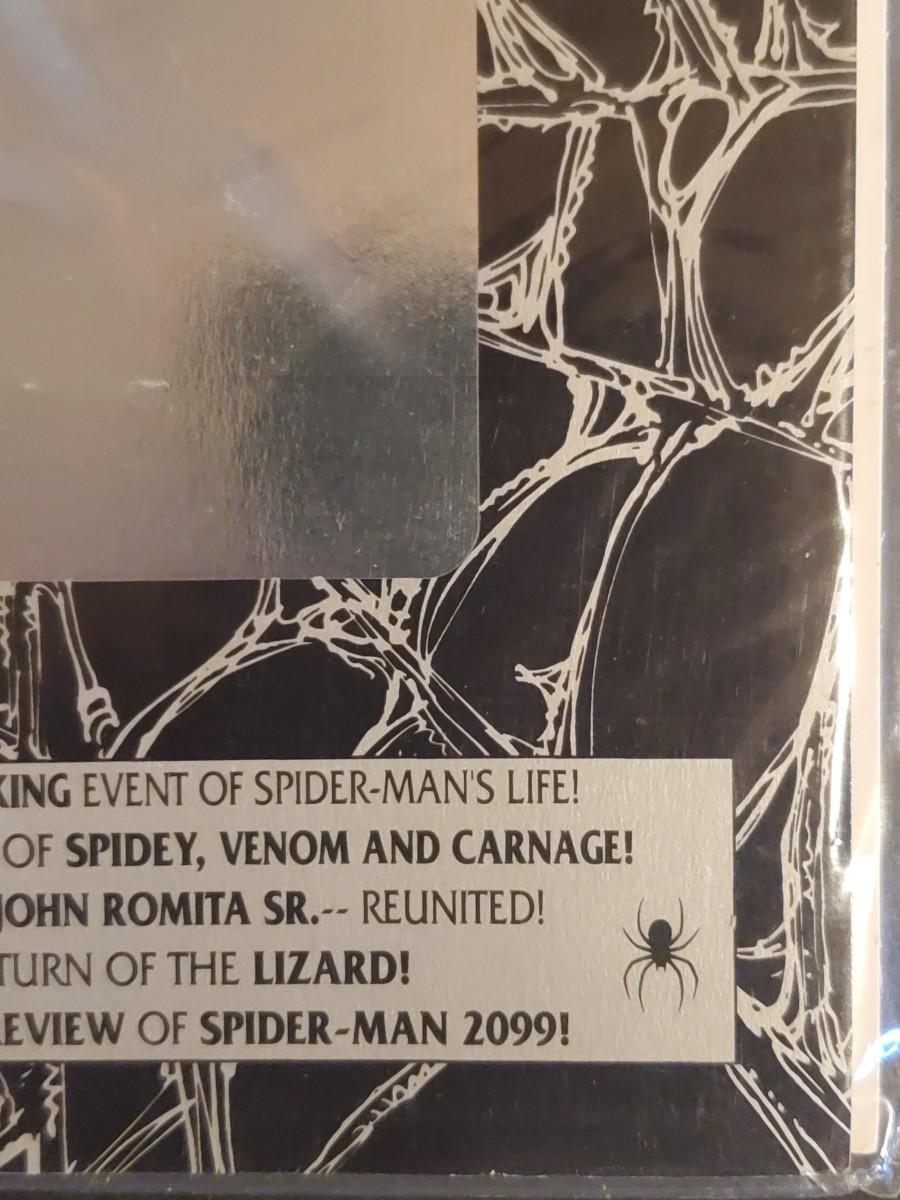 KING EVENT OF SPIDER-MAN'S LIFE!
OF SPIDEY, VENOM AND CARNAGE!
JOHN ROMITA SR.-- REUNITED!
TURN OF THE LIZARD!
REVIEW OF SPIDER-MAN 2099!